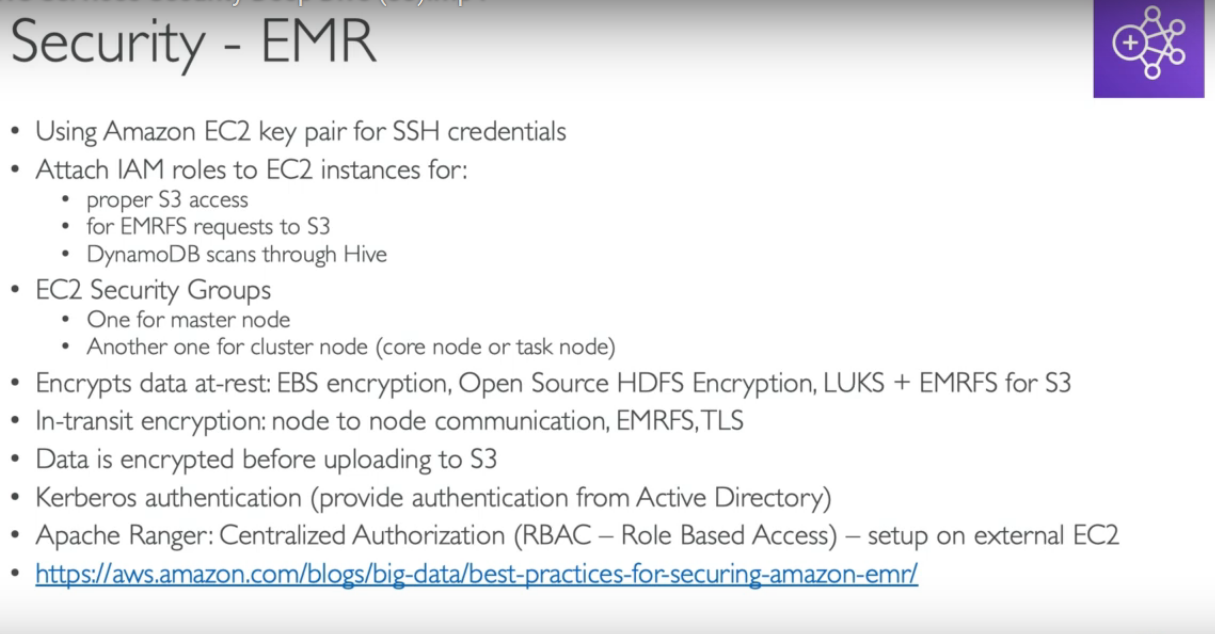 Security - EMR
• Using Amazon EC2 key pair for SSH credentials
• Attach IAM roles to EC2 instances for:
• proper S3 access
• for EMRFS requests to S3
• DynamoDB scans through Hive
• EC2 Security Groups
• One for master node
• Another one for cluster node (core node or task node)
• Encrypts data at-rest: EBS encryption, Open Source HDFS Encryption, LUKS + EMRFS for S3
• In-transit encryption: node to node communication, EMRFS, TLS
• Data is encrypted before uploading to S3
• Kerberos authentication (provide authentication from Active Directory)
• Apache Ranger: Centralized Authorization (RBAC – Role Based Access) – setup on external EC2
• https://aws.amazon.com/blogs/big-data/best-practices-for-securing-amazon-emr/